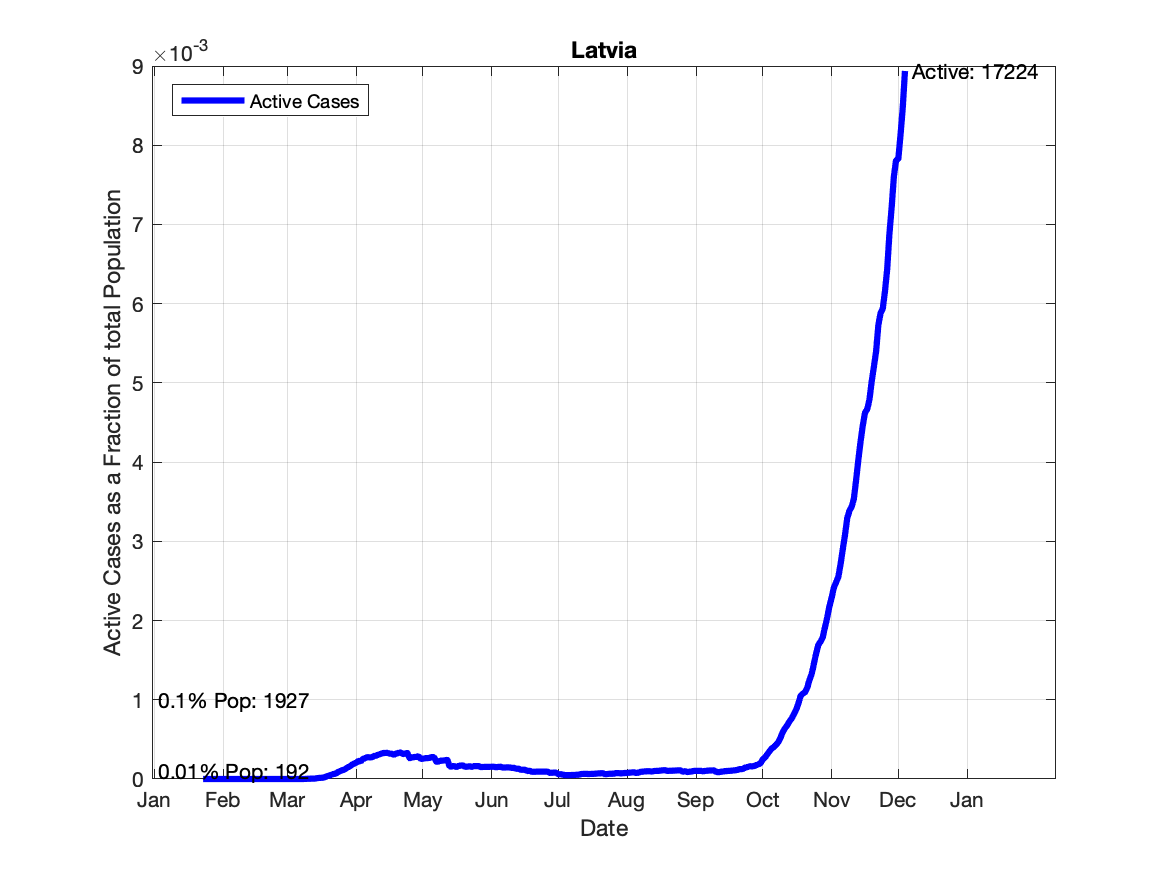 Latvia
×10-3
9
8
7
6
5
4
3
2
1
0
Active Cases as a Fraction of total Population
Active Cases
Active: 17224
0.1% Pop: 1927
0.01% Pop: 192
Jan Feb Mar Apr May Jun Jul Aug Sep Oct Nov Dec Jan
Date